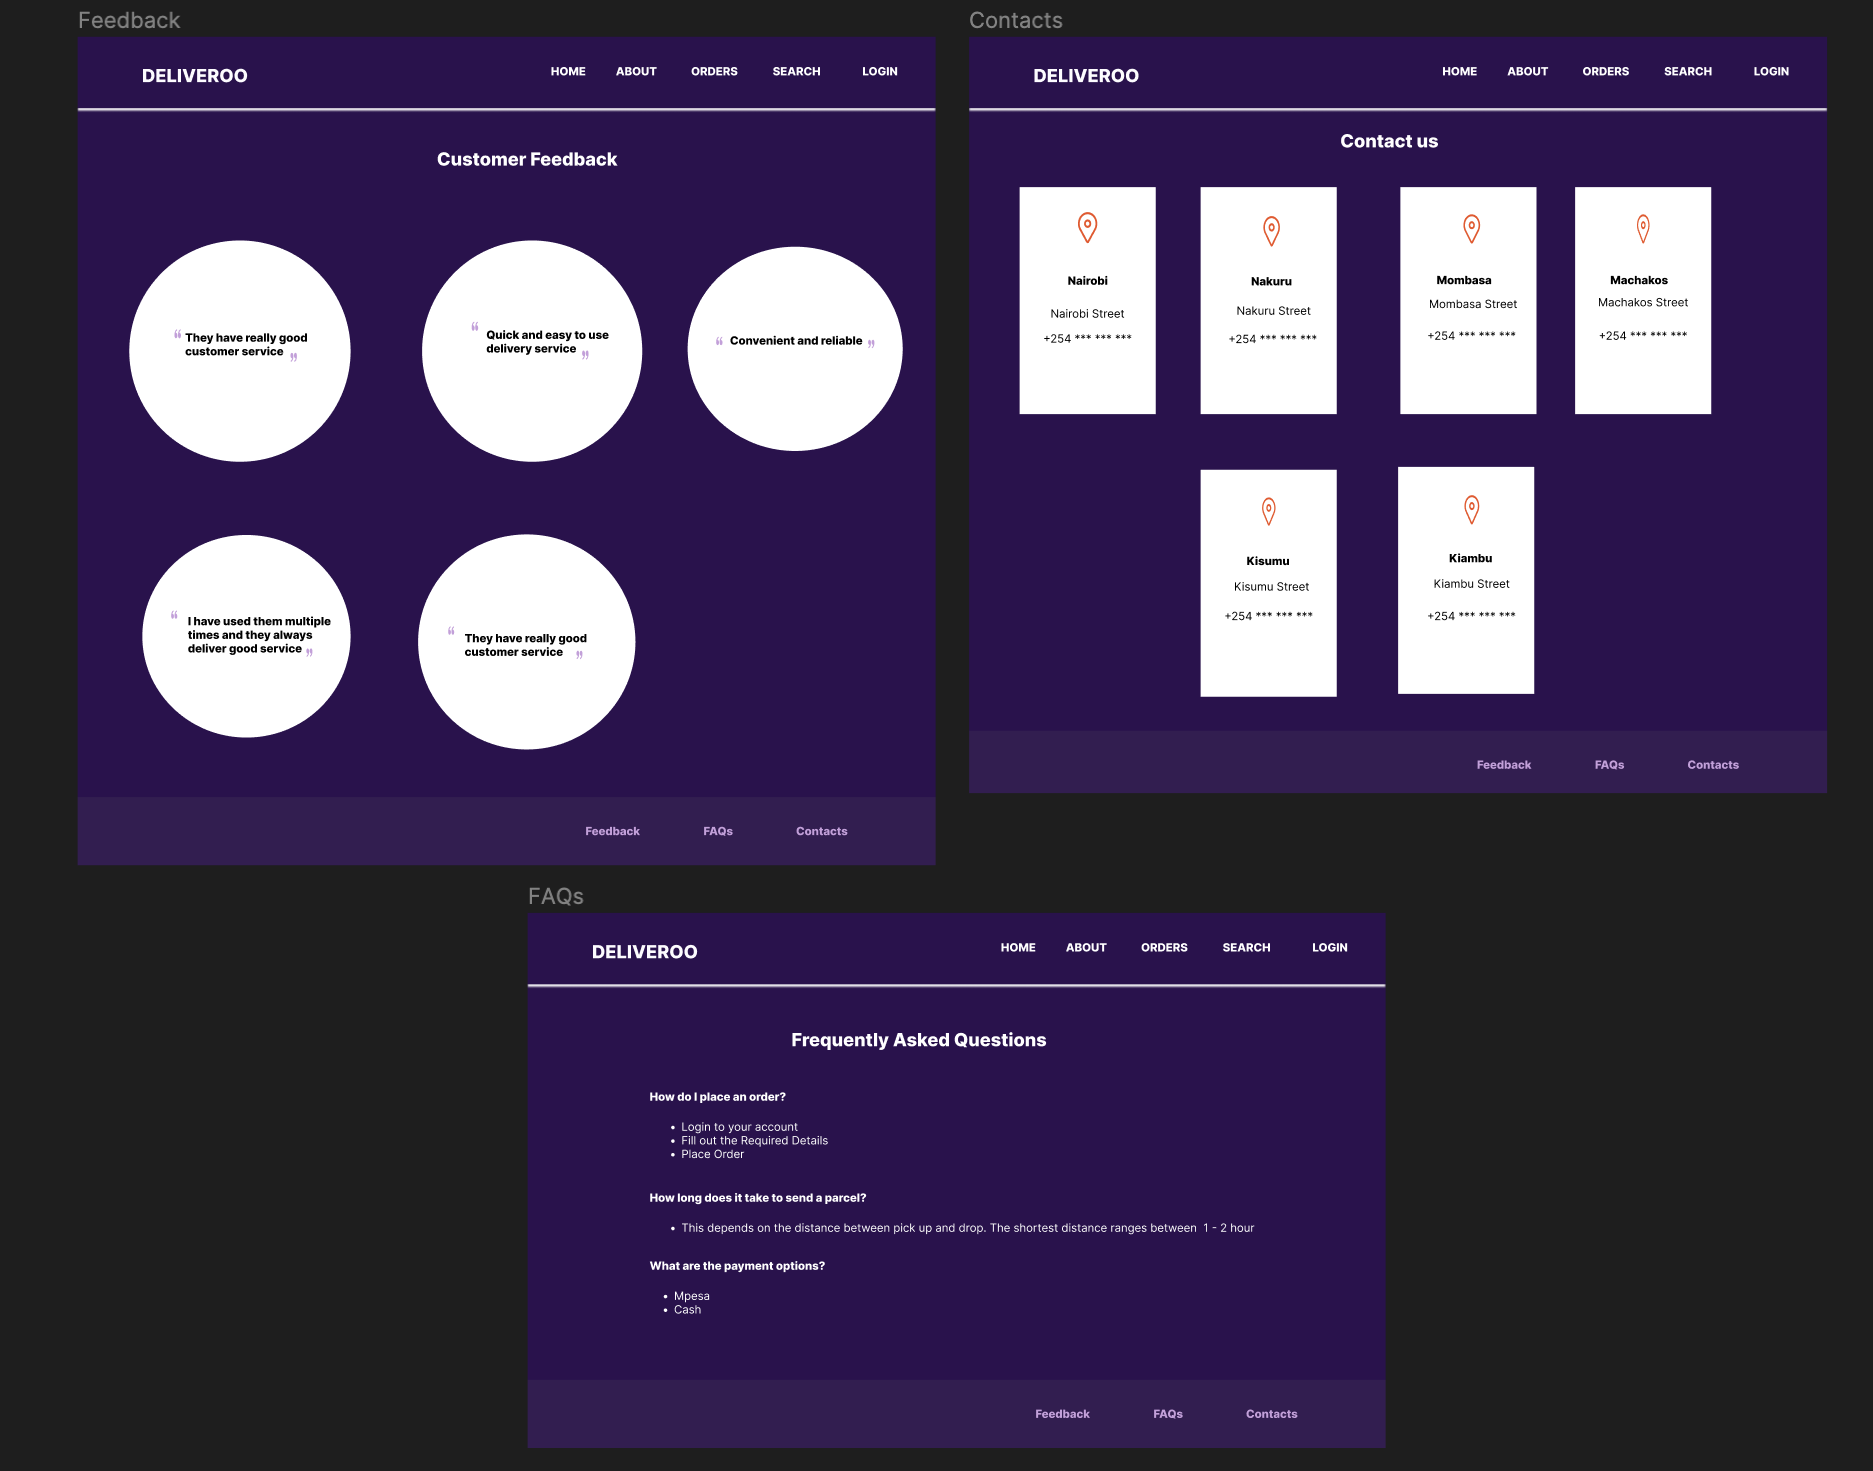 Feedback
DELIVEROO
HOME ABOUT ORDERS SEARCH LOGIN
Customer Feedback
“ They have really good
customer service ”
“ Quick and easy to use
delivery service ”
“ Convenient and reliable ”
“ I have used them multiple
times and they always
deliver good service ”
“ They have really good
customer service ”
Feedback FAQs Contacts
Contacts
DELIVEROO
HOME ABOUT ORDERS SEARCH LOGIN
Contact us
Nairobi
Nairobi Street
+254 *** *** ***
Nakuru
Nakuru Street
+254 *** *** ***
Mombasa
Mombasa Street
+254 *** *** ***
Machakos
Machakos Street
+254 *** *** ***
Kisumu
Kisumu Street
+254 *** *** ***
Kiambu
Kiambu Street
+254 *** *** ***
Feedback FAQs Contacts
FAQs
DELIVEROO
HOME ABOUT ORDERS SEARCH LOGIN
Frequently Asked Questions
How do I place an order?
• Login to your account
• Fill out the Required Details
• Place Order
How long does it take to send a parcel?
• This depends on the distance between pick up and drop. The shortest distance ranges between 1 - 2 hour
What are the payment options?
• Mpesa
• Cash
Feedback FAQs Contacts